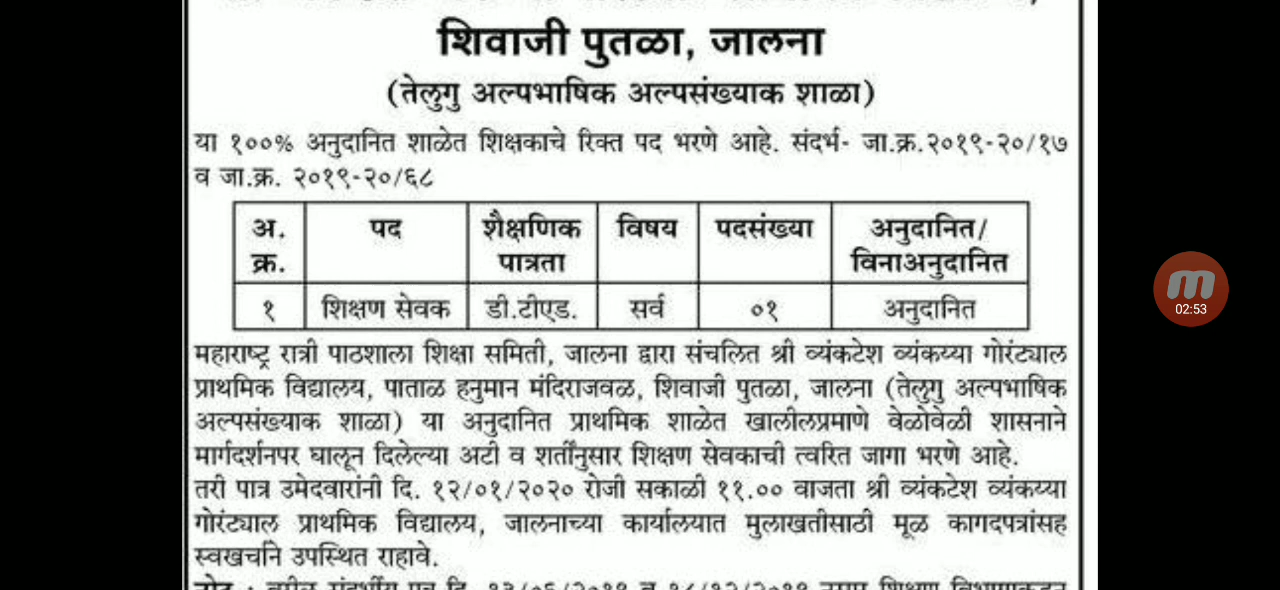 शिवाजी पुतळा, जालना
(तेलुगु अल्पभाषिक अल्पसंख्याक शाळा)
या १००% अनुदानित शाळेत शिक्षकाचे रिक्त पद भरणे आहे. संदर्भ- जा.क्र.२०१९-२०/१७
व जा.क्र. २०१९-२०/६८
अ. क्र. पद शैक्षणिक पात्रता विषय पदसंख्या अनुदानित/ विनाअनुदानित
१ शिक्षण सेवक डी.टीएड. सर्व ०१ अनुदानित
महाराष्ट्र रात्री पाठशाला शिक्षा समिती, जालना द्वारा संचलित श्री व्यंकटेश व्यंकय्या गोरंट्याल
प्राथमिक विद्यालय, पाताळ हनुमान मंदिराजवळ, शिवाजी पुतळा, जालना (तेलुगु अल्पभाषिक
अल्पसंख्याक शाळा) या अनुदानित प्राथमिक शाळेत खालीलप्रमाणे वेळोवेळी शासनाने
मार्गदर्शनपर घालून दिलेल्या अटी व शर्तींनुसार शिक्षण सेवकाची त्वरित जागा भरणे आहे.
तरी पात्र उमेदवारांनी दि. १२/०१/२०२० रोजी सकाळी ११.०० वाजता श्री व्यंकटेश व्यंकय्या
गोरंट्याल प्राथमिक विद्यालय, जालनाच्या कार्यालयात मुलाखतीसाठी मूळ कागदपत्रांसह
स्वखर्चाने उपस्थित राहावे.
02:53